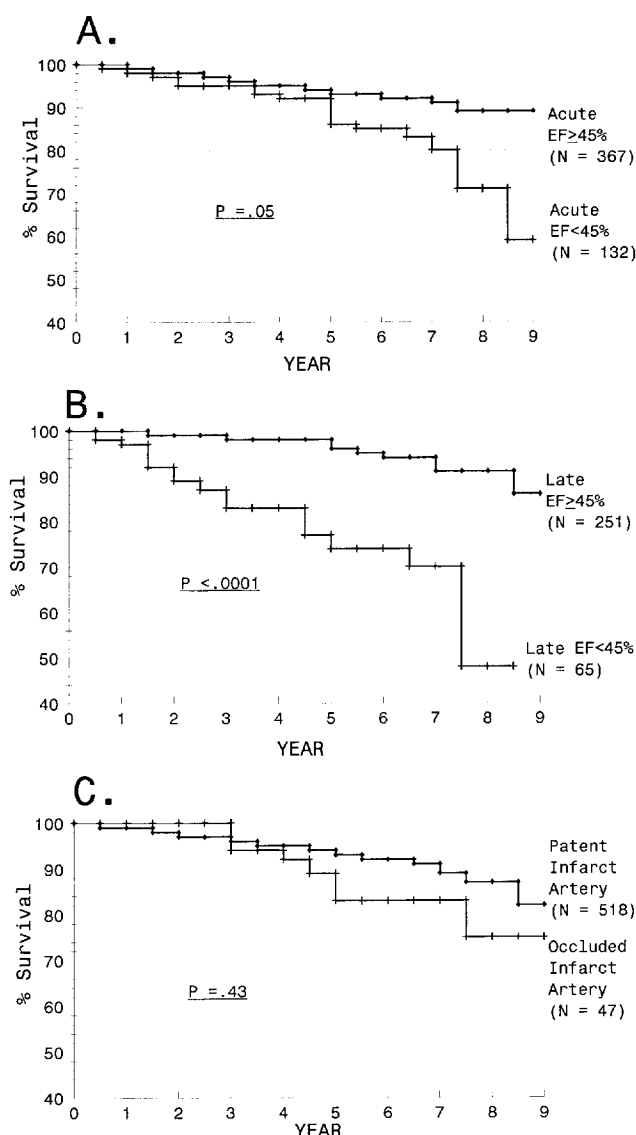 A.
100
90
80
70
60
50
40
% Survival
P =.05
Acute
EF≥45%
(N = 367)
Acute
EF<45%
(N = 132)
0 1 2 3 4 5 6 7 8 9
YEAR
B.
100
90
80
70
60
50
40
% Survival
P <.0001
Late
EF≥45%
(N = 251)
Late EF<45%
(N = 65)
0 1 2 3 4 5 6 7 8 9
YEAR
C.
100
90
80
70
60
50
40
% Survival
P =.43
Patent
Infarct
Artery
(N = 518)
Occluded
Infarct
Artery
(N = 47)
0 1 2 3 4 5 6 7 8 9
YEAR